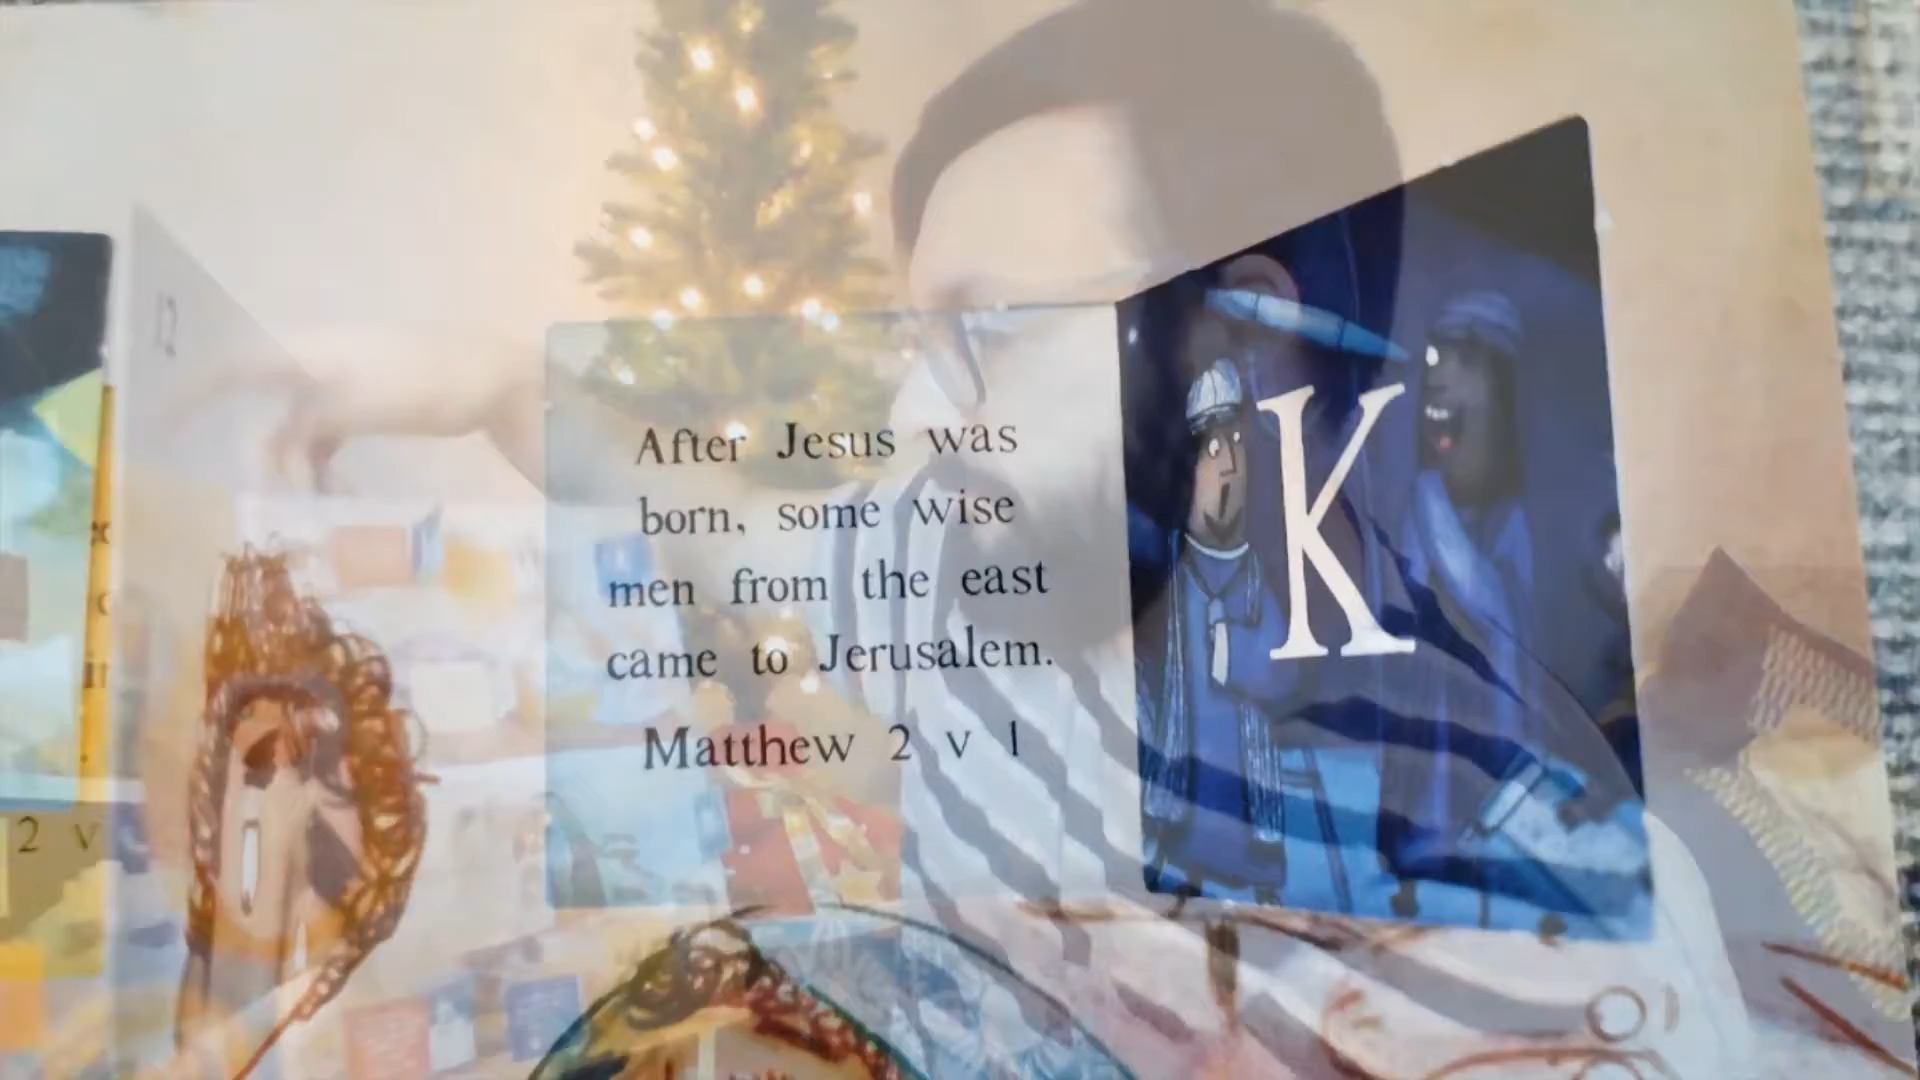 12
After Jesus was
born, some wise
men from the east
came to Jerusalem.
Matthew 2 v 1
K
2 v